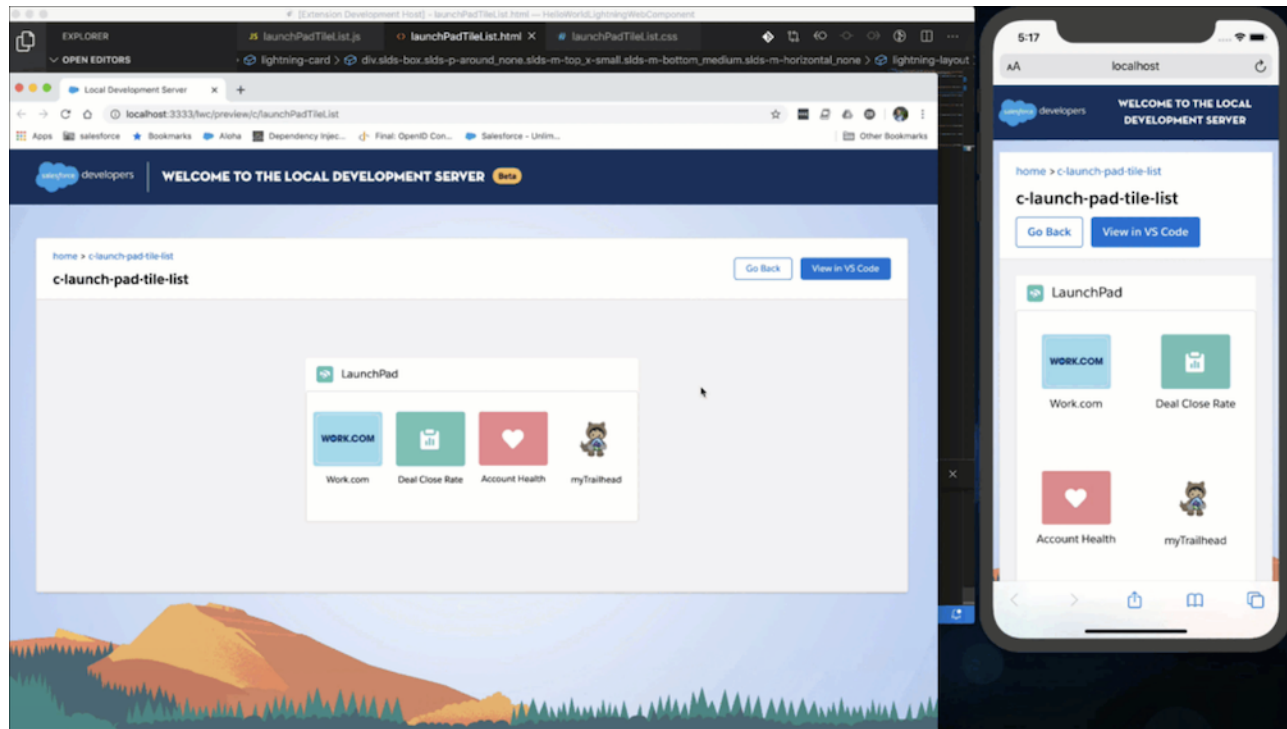 [Extension Development Host] - launchPadTileList.html — HelloWorldLightningWebComponent
EXPLORER
JS launchPadTileList.js
<> launchPadTileList.html ×
# launchPadTileList.css
OPEN EDITORS
lightning-card > div.slds-box.slds-p-around_none.slds-m-top_x-small.slds-m-bottom_medium.slds-m-horizontal_none > lightning-layout
Local Development Server × +
localhost:3333/lwc/preview/c/launchPadTileList
Apps salesforce Bookmarks Aloha Dependency Injec... Final: OpenID Con... Salesforce - Unlim... Other Bookmarks
salesforce developers WELCOME TO THE LOCAL DEVELOPMENT SERVER Beta
home > c-launch-pad-tile-list
c-launch-pad-tile-list
Go Back View in VS Code
LaunchPad
WORK.COM
Work.com Deal Close Rate Account Health myTrailhead
5:17
AA localhost
salesforce developers
WELCOME TO THE LOCAL
DEVELOPMENT SERVER
home > c-launch-pad-tile-list
c-launch-pad-tile-list
Go Back View in VS Code
LaunchPad
WORK.COM
Work.com Deal Close Rate
Account Health myTrailhead